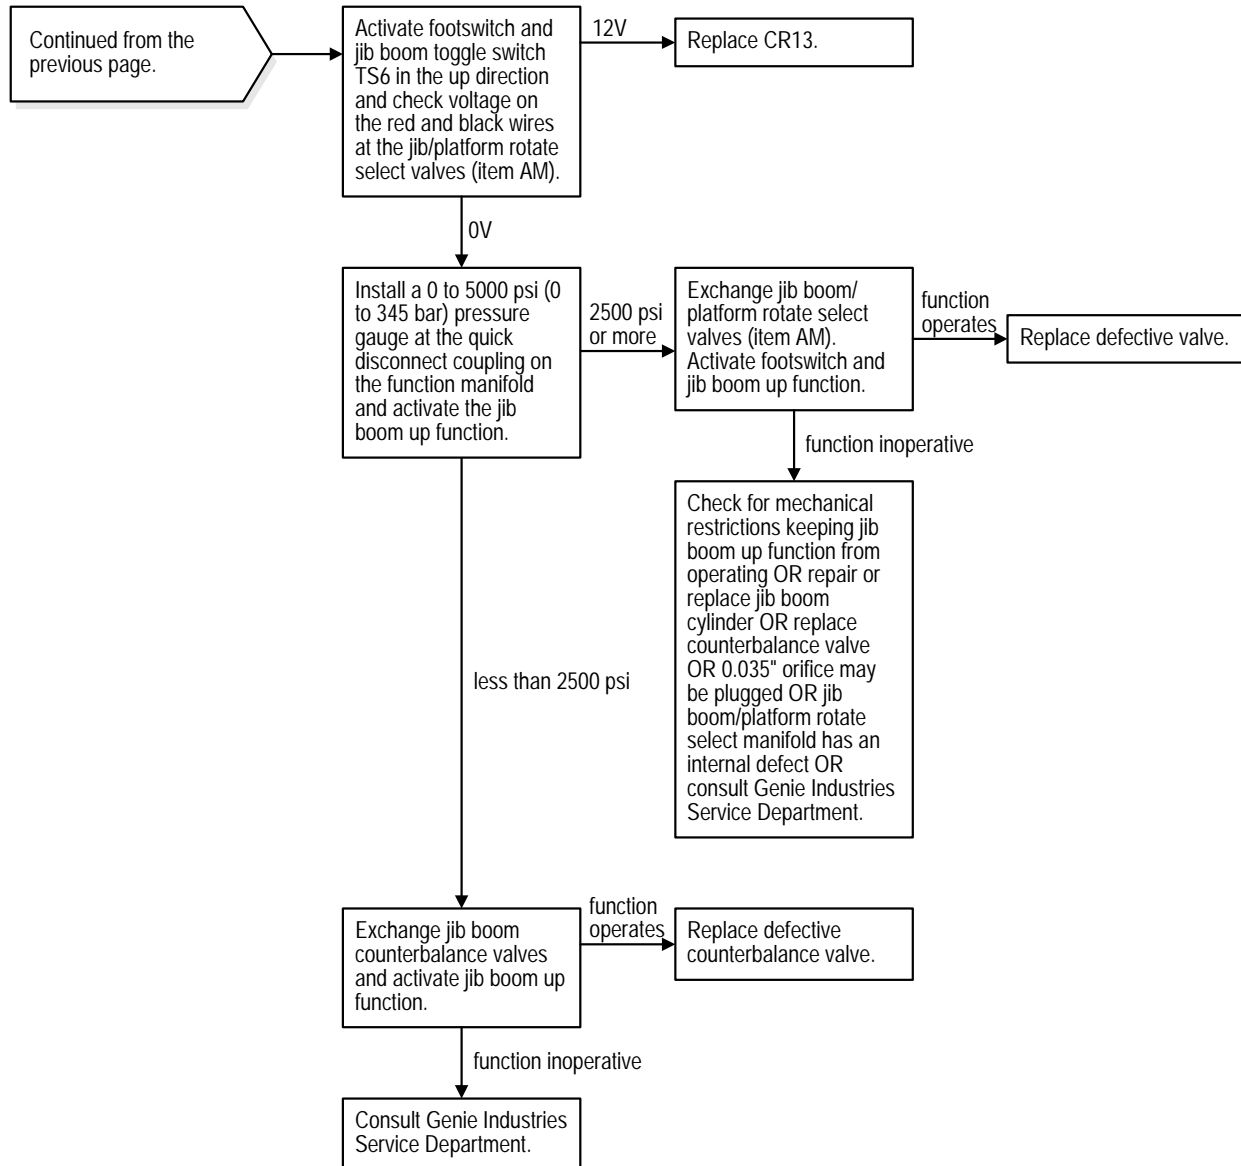 Continued from the
previous page.
Activate footswitch and
jib boom toggle switch
TS6 in the up direction
and check voltage on
the red and black wires
at the jib/platform rotate
select valves (item AM).
12V
Replace CR13.
0V
Install a 0 to 5000 psi (0
to 345 bar) pressure
gauge at the quick
disconnect coupling on
the function manifold
and activate the jib
boom up function.
2500 psi
or more
Exchange jib boom/
platform rotate select
valves (item AM).
Activate footswitch and
jib boom up function.
function
operates
Replace defective valve.
function inoperative
Check for mechanical
restrictions keeping jib
boom up function from
operating OR repair or
replace jib boom
cylinder OR replace
counterbalance valve
OR 0.035" orifice may
be plugged OR jib
boom/platform rotate
select manifold has an
internal defect OR
consult Genie Industries
Service Department.
less than 2500 psi
Exchange jib boom
counterbalance valves
and activate jib boom up
function.
function
operates
Replace defective
counterbalance valve.
function inoperative
Consult Genie Industries
Service Department.